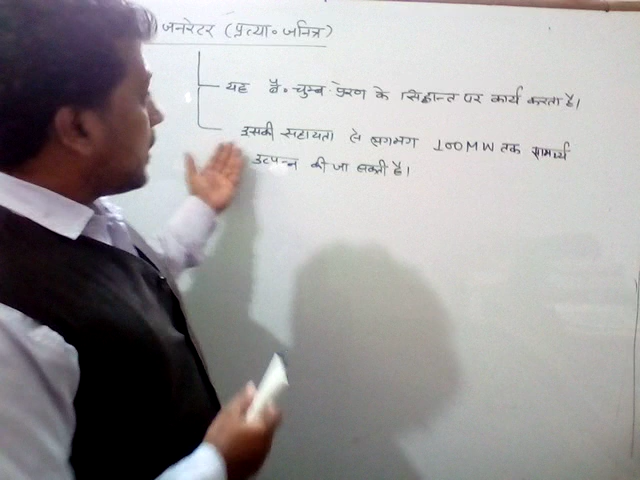 जनरेटर (प्रत्या० जनित्र)
यह वै० चुम्ब० प्रेरण के सिद्धान्त पर कार्य करता है।
इसकी सहायता से लगभग 100MW तक सामर्थ्य
उत्पन्न की जा सकती है।